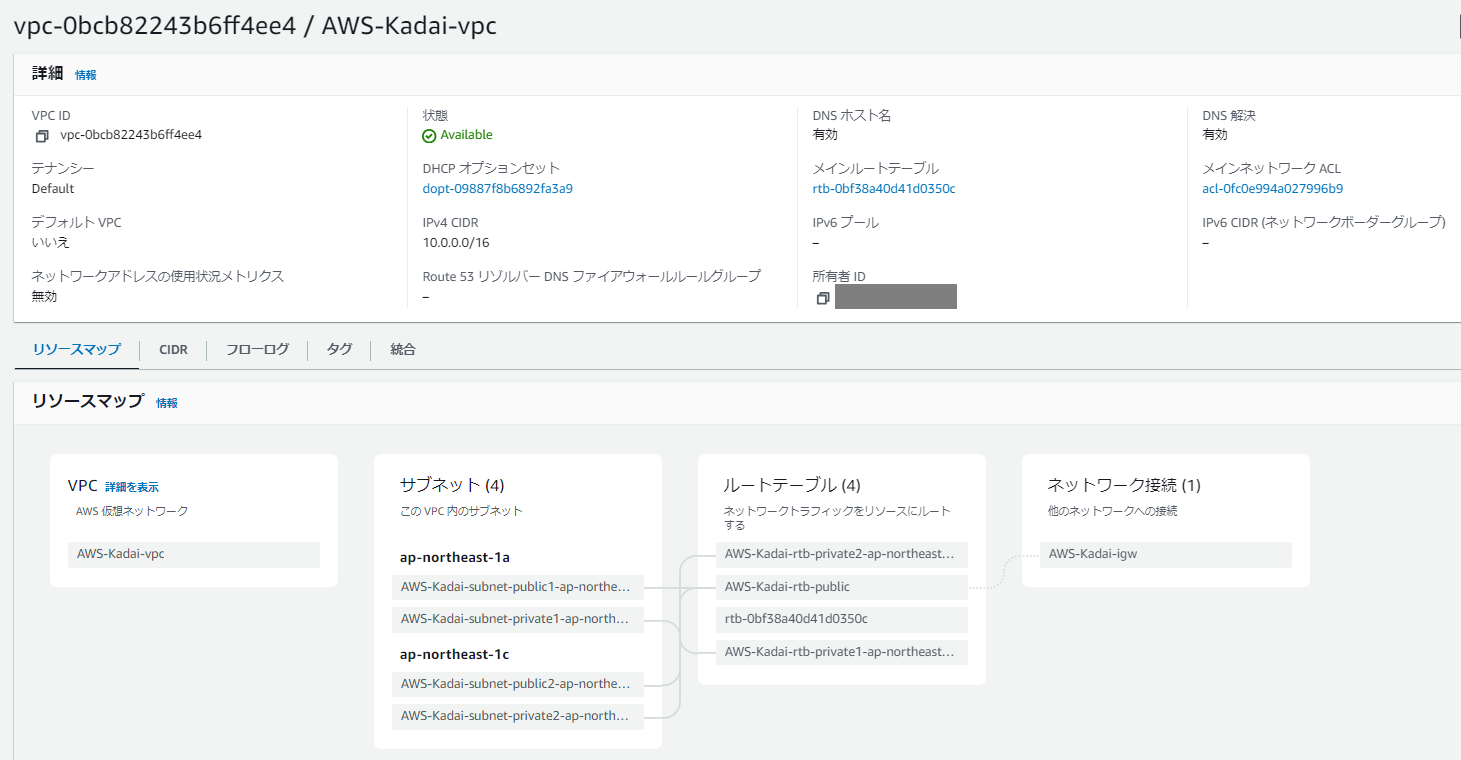 vpc-0bcb82243b6ff4ee4 / AWS-Kadai-vpc
詳細 情報
VPC ID
vpc-0bcb82243b6ff4ee4
状態
Available
DNS ホスト名
有効
DNS 解決
有効
テナンシー
Default
DHCP オプションセット
dopt-09887f8b6892fa3a9
メインルートテーブル
rtb-0bf38a40d41d0350c
メインネットワーク ACL
acl-0fc0e994a027996b9
デフォルト VPC
いいえ
IPv4 CIDR
10.0.0.0/16
IPv6 プール
–
IPv6 CIDR (ネットワークボーダーグループ)
–
ネットワークアドレスの使用状況メトリクス
無効
Route 53 リゾルバー DNS ファイアウォールルールグループ
–
所有者 ID
リソースマップ CIDR フローログ タグ 統合
リソースマップ 情報
VPC 詳細を表示
AWS 仮想ネットワーク
AWS-Kadai-vpc
サブネット (4)
この VPC 内のサブネット
ap-northeast-1a
AWS-Kadai-subnet-public1-ap-northe...
AWS-Kadai-subnet-private1-ap-north...
ap-northeast-1c
AWS-Kadai-subnet-public2-ap-northe...
AWS-Kadai-subnet-private2-ap-north...
ルートテーブル (4)
ネットワークトラフィックをリソースにルート
する
AWS-Kadai-rtb-private2-ap-northeast...
AWS-Kadai-rtb-public
rtb-0bf38a40d41d0350c
AWS-Kadai-rtb-private1-ap-northeast...
ネットワーク接続 (1)
他のネットワークへの接続
AWS-Kadai-igw